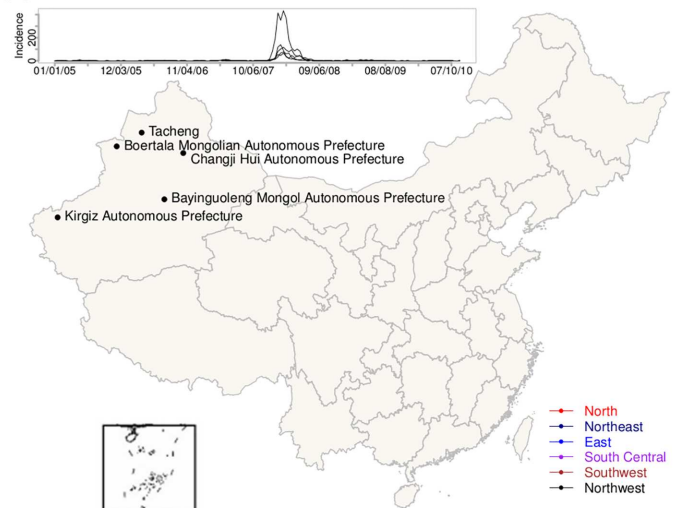 Incidence
0 200
01/01/05 12/03/05 11/04/06 10/06/07 09/06/08 08/08/09 07/10/10
Tacheng
Boertala Mongolian Autonomous Prefecture
Changji Hui Autonomous Prefecture
Bayinguoleng Mongol Autonomous Prefecture
Kirgiz Autonomous Prefecture
North
Northeast
East
South Central
Southwest
Northwest